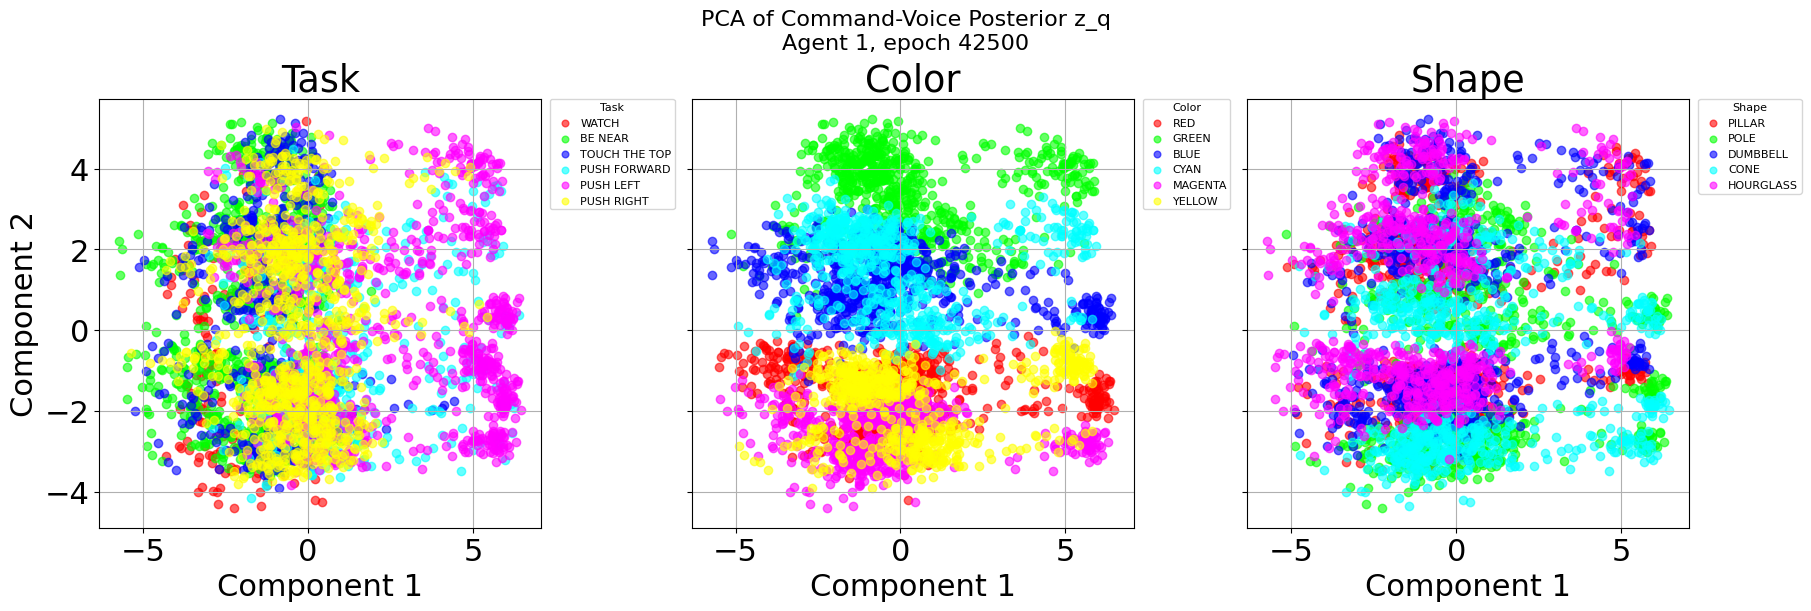 PCA of Command-Voice Posterior z_q
Agent 1, epoch 42500
Task
Component 2
4
2
0
−2
−4
−5
0
5
Component 1
Task
WATCH
BE NEAR
TOUCH THE TOP
PUSH FORWARD
PUSH LEFT
PUSH RIGHT
Color
−5
0
5
Component 1
Color
RED
GREEN
BLUE
CYAN
MAGENTA
YELLOW
Shape
−5
0
5
Component 1
Shape
PILLAR
POLE
DUMBBELL
CONE
HOURGLASS